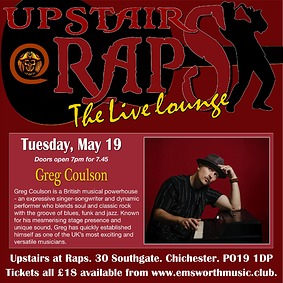 UPSTAIRS
@ RAPS
The Live Lounge
Tuesday, May 19
Doors open 7pm for 7.45
Greg Coulson
Greg Coulson is a British musical powerhouse
- an expressive singer-songwriter and dynamic
performer who blends soul and classic rock
with the groove of blues, funk and jazz. Known
for his mesmerising stage presence and
unique sound, Greg has quickly established
himself as one of the UK's most exciting and
versatile musicians.
Upstairs at Raps. 30 Southgate. Chichester. PO19 1DP
Tickets all £18 available from www.emsworthmusic.club.